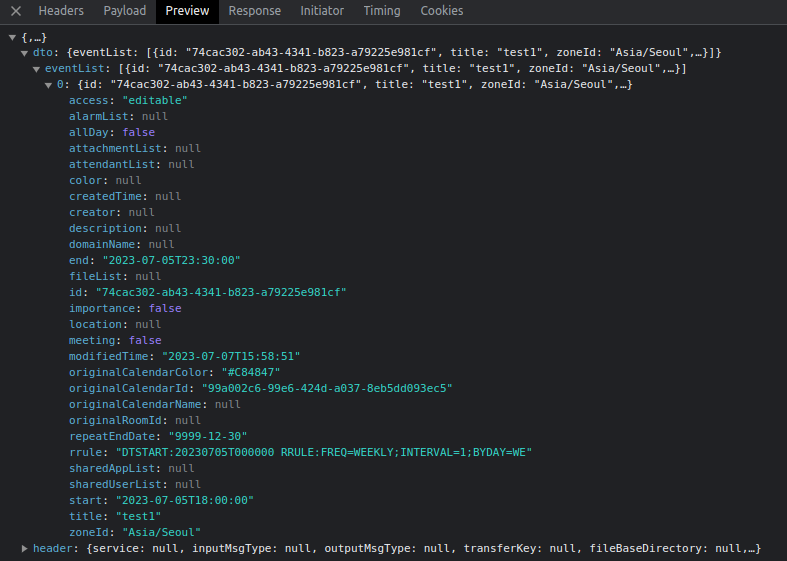 Headers Payload Preview Response Initiator Timing Cookies
{,…}
dto: {eventList: [{id: "74cac302-ab43-4341-b823-a79225e981cf", title: "test1", zoneId: "Asia/Seoul",…}]}
eventList: [{id: "74cac302-ab43-4341-b823-a79225e981cf", title: "test1", zoneId: "Asia/Seoul",…}]
0: {id: "74cac302-ab43-4341-b823-a79225e981cf", title: "test1", zoneId: "Asia/Seoul",…}
access: "editable"
alarmList: null
allDay: false
attachmentList: null
attendantList: null
color: null
createdTime: null
creator: null
description: null
domainName: null
end: "2023-07-05T23:30:00"
fileList: null
id: "74cac302-ab43-4341-b823-a79225e981cf"
importance: false
location: null
meeting: false
modifiedTime: "2023-07-07T15:58:51"
originalCalendarColor: "#C84847"
originalCalendarId: "99a002c6-99e6-424d-a037-8eb5dd093ec5"
originalCalendarName: null
originalRoomId: null
repeatEndDate: "9999-12-30"
rrule: "DTSTART:20230705T000000 RRULE:FREQ=WEEKLY;INTERVAL=1;BYDAY=WE"
sharedAppList: null
sharedUserList: null
start: "2023-07-05T18:00:00"
title: "test1"
zoneId: "Asia/Seoul"
header: {service: null, inputMsgType: null, outputMsgType: null, transferKey: null, fileBaseDirectory: null,…}